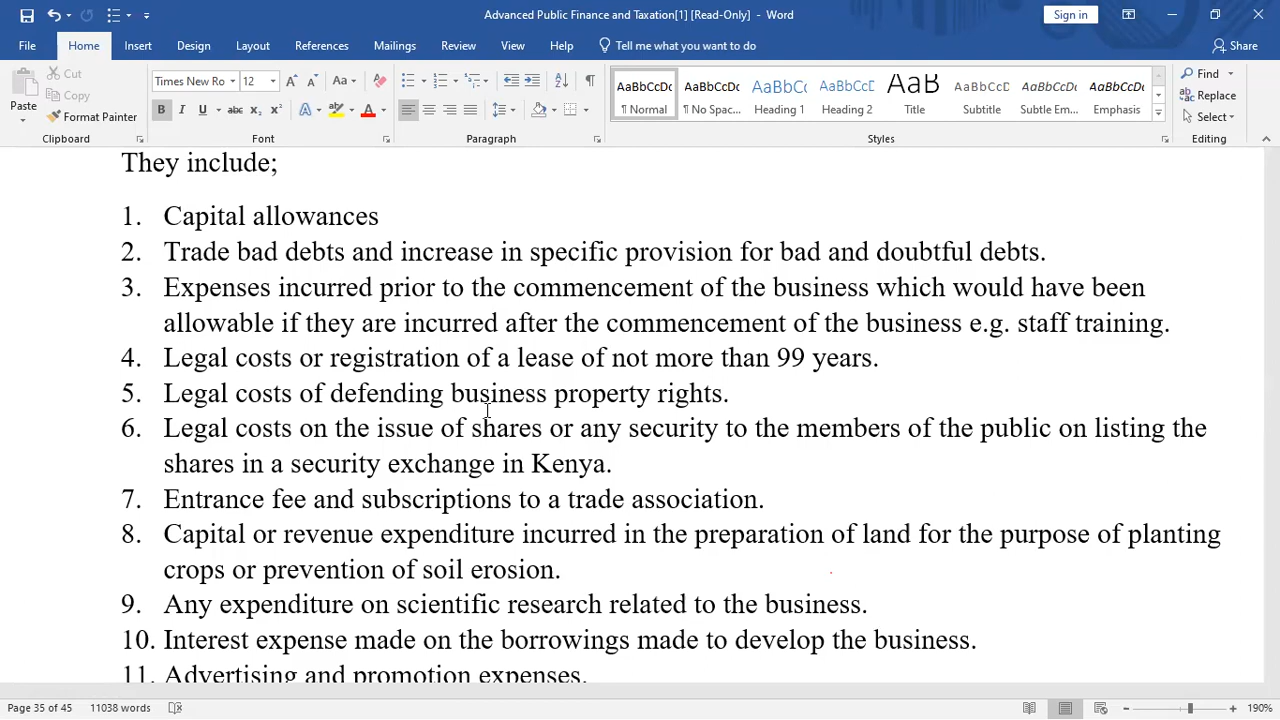 Advanced Public Finance and Taxation[1] [Read-Only] - Word
Sign in
File Home Insert Design Layout References Mailings Review View Help Tell me what you want to do Share
Paste
Cut
Copy
Format Painter
Times New Ro 12
Aa
B I U abc x₂ x² A A
AaBbCcDc AaBbCcDc AaBbCc AaBbCcD AaB AaBbCcD AaBbCcDc AaBbCcDc
¶ Normal ¶ No Spac... Heading 1 Heading 2 Title Subtitle Subtle Em... Emphasis
Find
Replace
Select
Clipboard Font Paragraph Styles Editing
They include;
1. Capital allowances
2. Trade bad debts and increase in specific provision for bad and doubtful debts.
3. Expenses incurred prior to the commencement of the business which would have been
allowable if they are incurred after the commencement of the business e.g. staff training.
4. Legal costs or registration of a lease of not more than 99 years.
5. Legal costs of defending business property rights.
6. Legal costs on the issue of shares or any security to the members of the public on listing the
shares in a security exchange in Kenya.
7. Entrance fee and subscriptions to a trade association.
8. Capital or revenue expenditure incurred in the preparation of land for the purpose of planting
crops or prevention of soil erosion.
9. Any expenditure on scientific research related to the business.
10. Interest expense made on the borrowings made to develop the business.
11. Advertising and promotion expenses.
Page 35 of 45 11038 words 190%